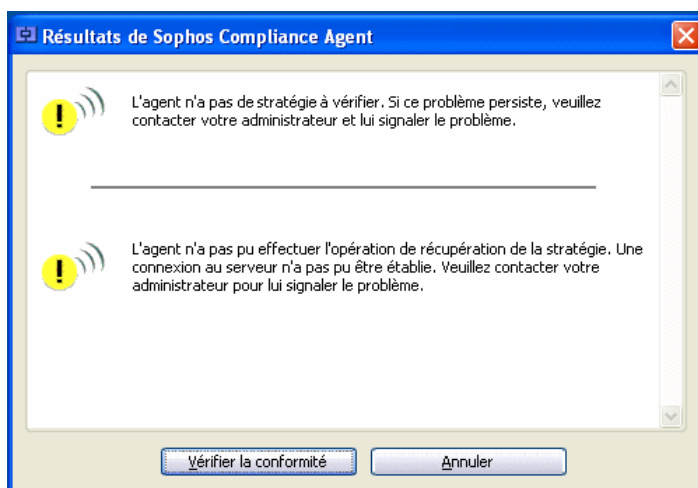 Résultats de Sophos Compliance Agent
L'agent n'a pas de stratégie à vérifier. Si ce problème persiste, veuillez
contacter votre administrateur et lui signaler le problème.
L'agent n'a pas pu effectuer l'opération de récupération de la stratégie. Une
connexion au serveur n'a pas pu être établie. Veuillez contacter votre
administrateur pour lui signaler le problème.
Vérifier la conformité
Annuler